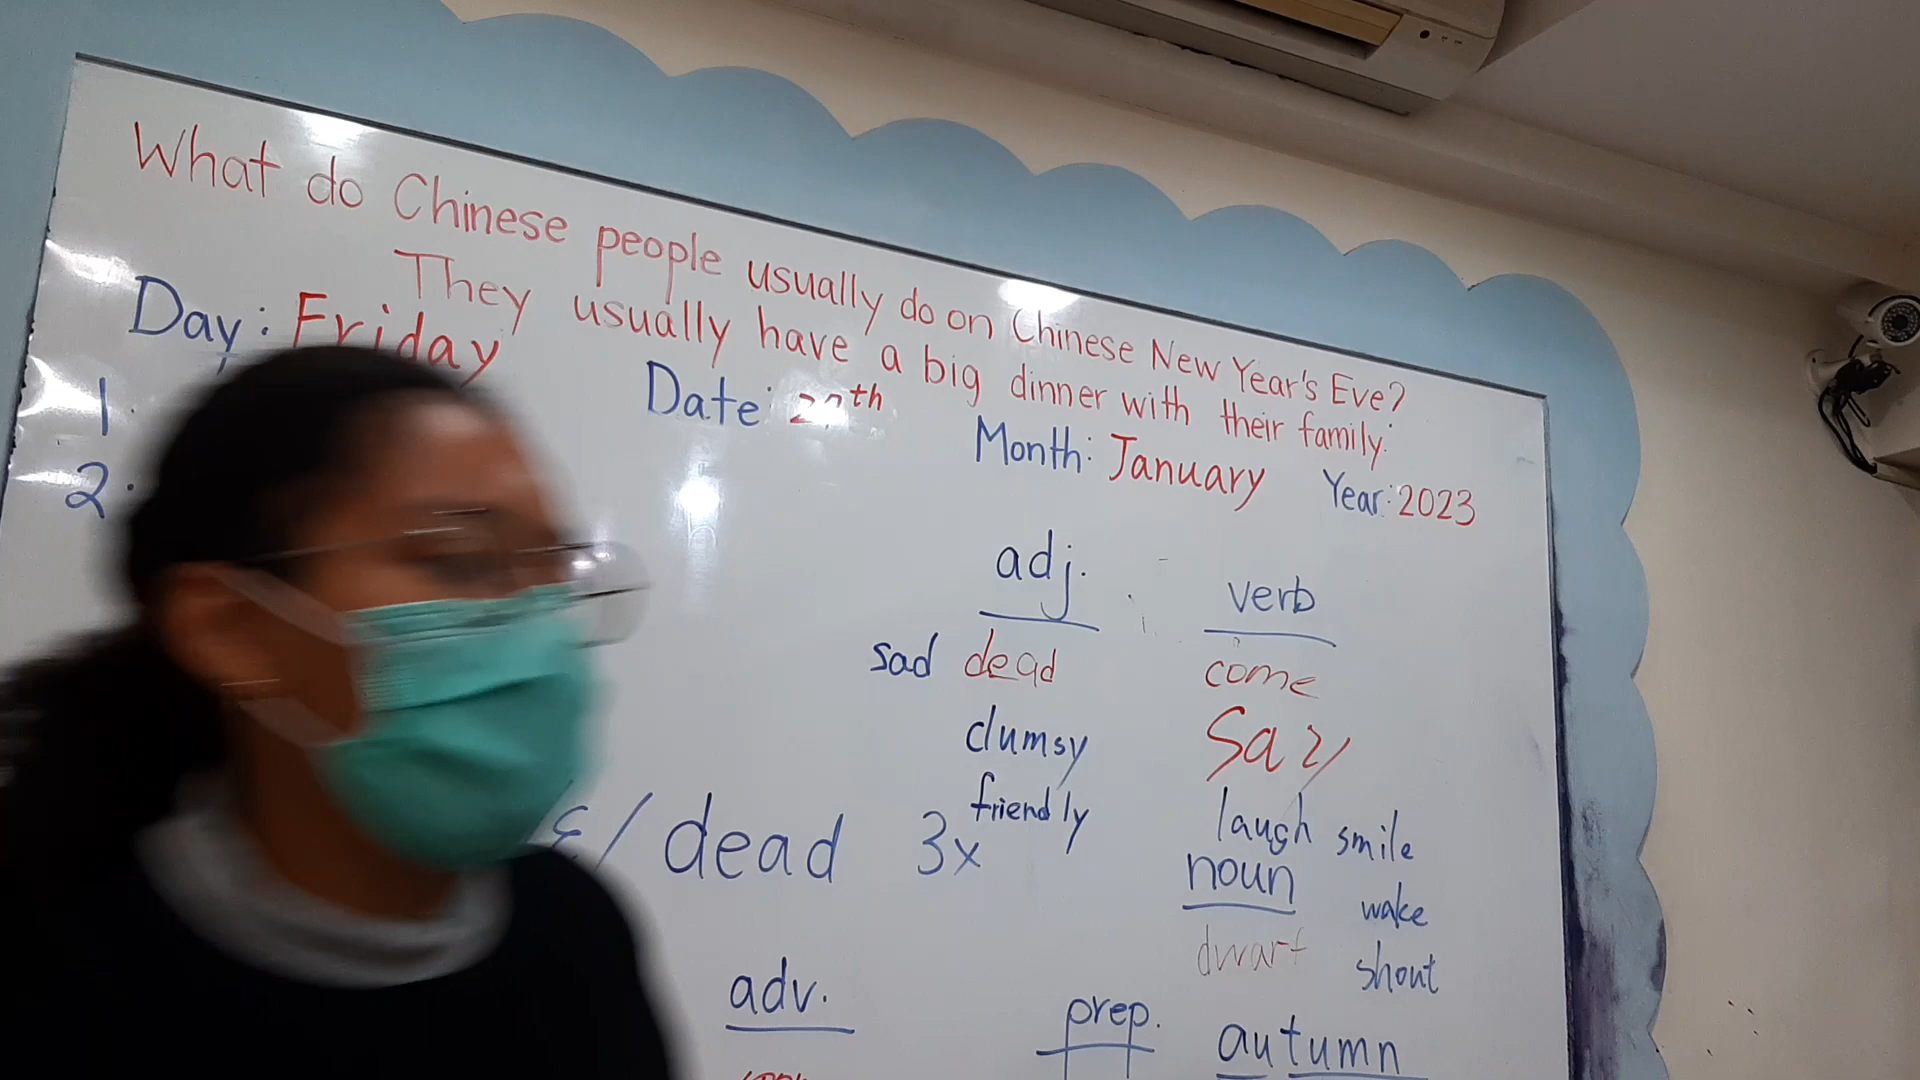 What do Chinese people usually do on Chinese New Year's Eve?
They usually have a big dinner with their family.
Day: Friday
Date: 20th
Month: January
Year: 2023
1.
2.
adj.
sad dead
clumsy
friendly
verb
come
say
laugh smile
wake
shout
/ dead 3x
noun
dwarf
autumn
adv.
prep.